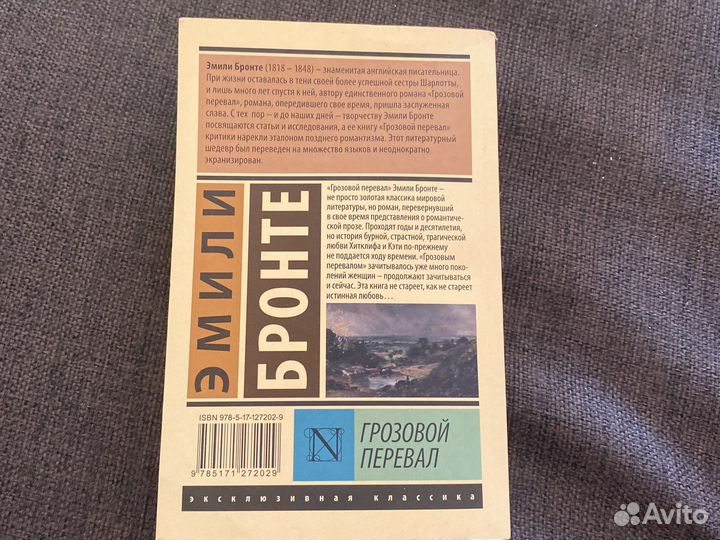 Эмили Бронте (1818 – 1848) – знаменитая английская писательница.
При жизни оставалась в тени своей более успешной сестры Шарлотты,
и лишь много лет спустя к ней, автору единственного романа «Грозовой
перевал», романа, опередившего свое время, пришла заслуженная
слава. С тех пор – и до наших дней – творчеству Эмили Бронте
посвящаются статьи и исследования, а ее книгу «Грозовой перевал»
критики нарекли эталоном позднего романтизма. Этот литературный
шедевр был переведен на множество языков и неоднократно
экранизирован.
ЭМИЛИ
БРОНТЕ
«Грозовой перевал» Эмили Бронте –
не просто золотая классика мировой
литературы, но роман, перевернувший
в свое время представления о романтиче-
ской прозе. Проходят годы и десятилетия,
но история бурной, страстной, трагической
любви Хитклифа и Кэти по-прежнему
не поддается ходу времени. «Грозовым
перевалом» зачитывалось уже много поко-
лений женщин – продолжают зачитываться
и сейчас. Эта книга не стареет, как не стареет
истинная любовь…
ISBN 978-5-17-127202-9
9 785171 272029
N
ГРОЗОВОЙ
ПЕРЕВАЛ
эксклюзивная классика
Avito